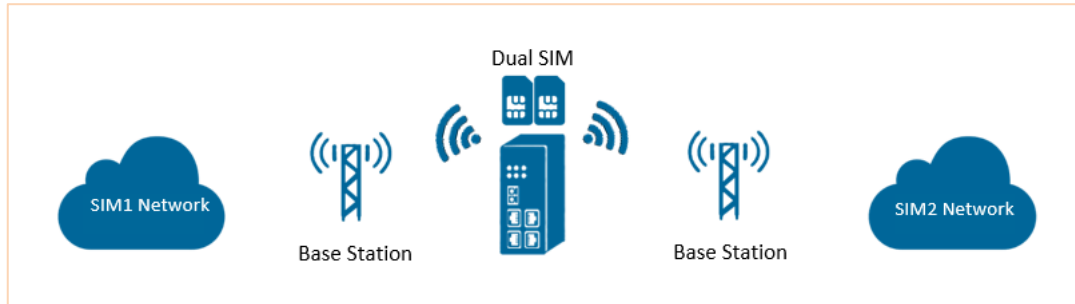 Dual SIM
SIM1 Network
SIM2 Network
Base Station
Base Station